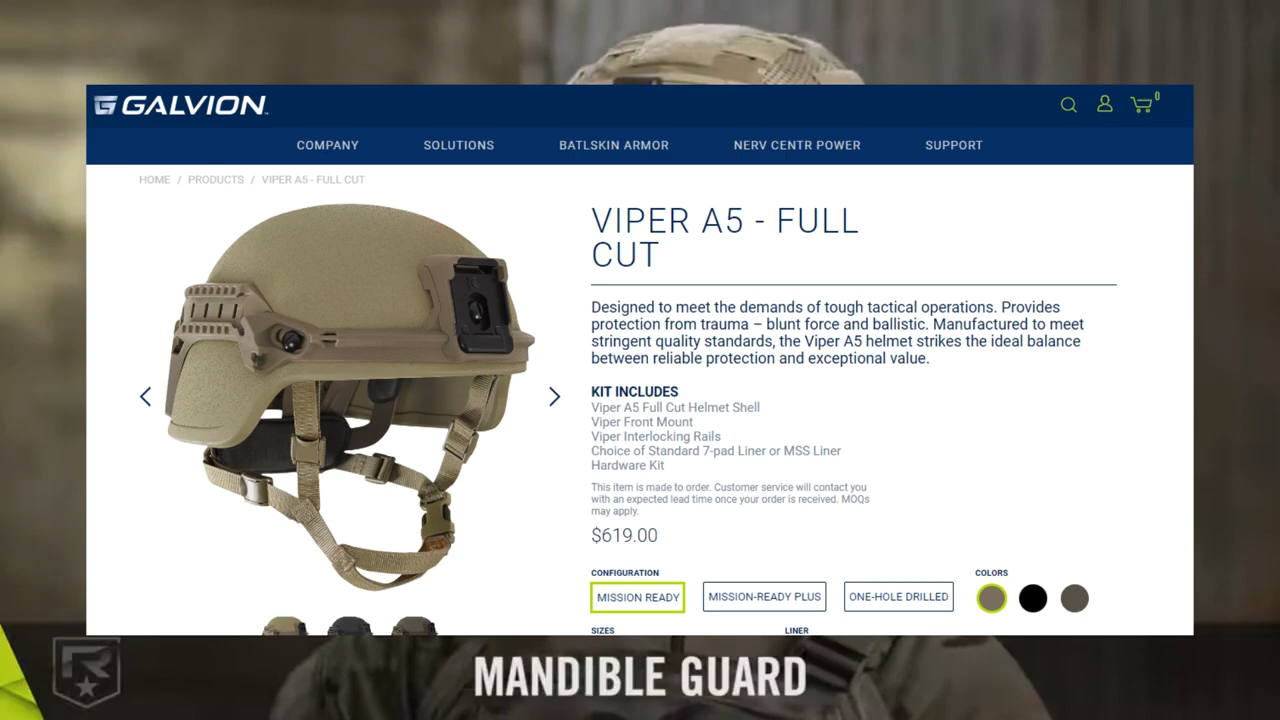 GALVION
0
COMPANY
SOLUTIONS
BATLSKIN ARMOR
NERV CENTR POWER
SUPPORT
HOME / PRODUCTS / VIPER A5 - FULL CUT
VIPER A5 - FULL
CUT
Designed to meet the demands of tough tactical operations. Provides
protection from trauma – blunt force and ballistic. Manufactured to meet
stringent quality standards, the Viper A5 helmet strikes the ideal balance
between reliable protection and exceptional value.
KIT INCLUDES
Viper A5 Full Cut Helmet Shell
Viper Front Mount
Viper Interlocking Rails
Choice of Standard 7-pad Liner or MSS Liner
Hardware Kit
This item is made to order. Customer service will contact you
with an expected lead time once your order is received. MOQs
may apply.
$619.00
CONFIGURATION
COLORS
MISSION READY
MISSION-READY PLUS
ONE-HOLE DRILLED
SIZES
LINER
MANDIBLE GUARD